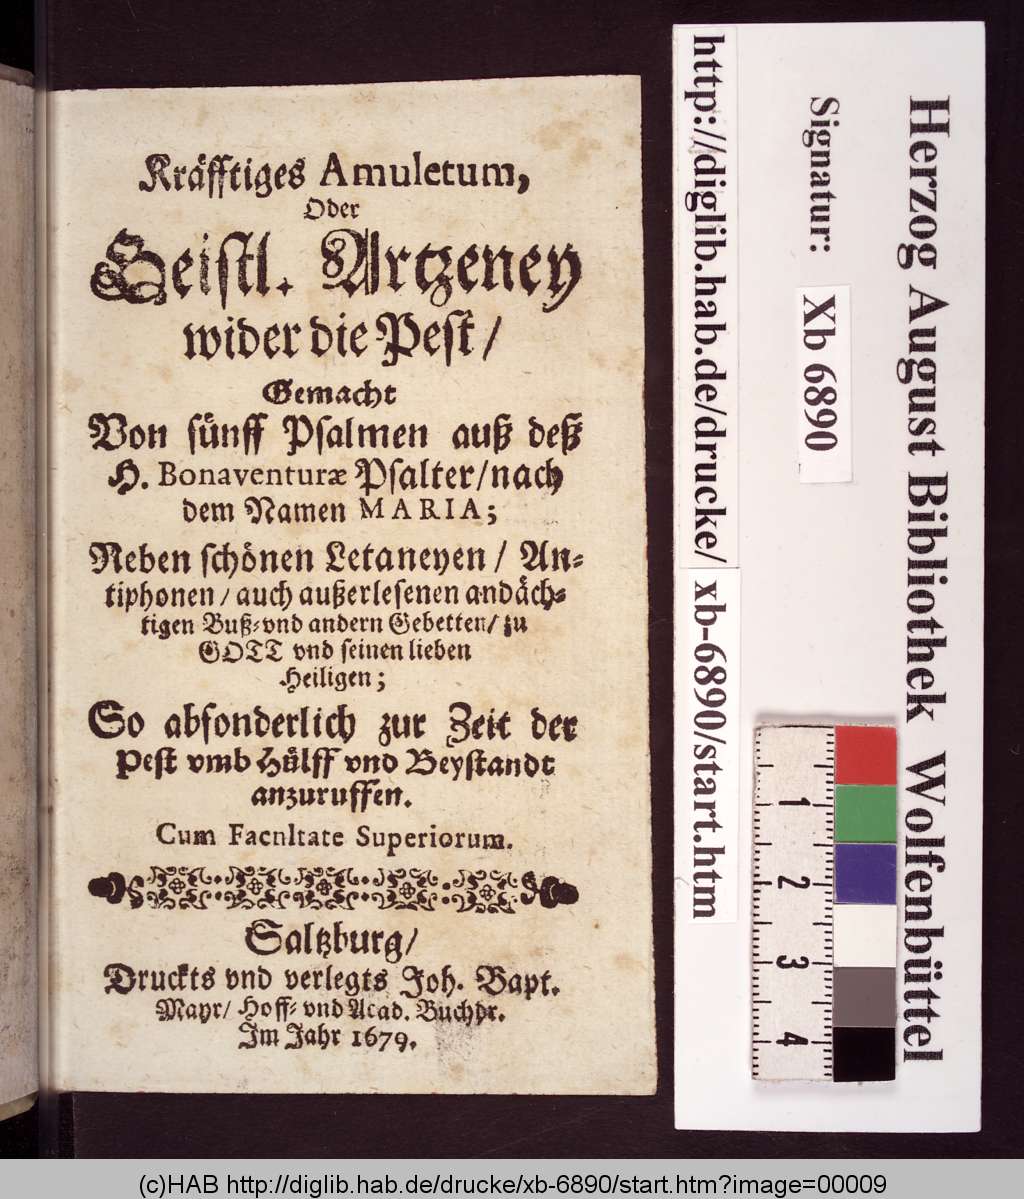 Kräfftiges Amuletum,
Oder
Geistl. Artzeney
wider die Pest /
Gemacht
Von fünff Psalmen auß deß
H. Bonaventuræ Psalter / nach
dem Namen MARIA;
Neben schönen Letaneyen / An-
tiphonen / auch außerlesenen andäch-
tigen Buß- vnd andern Gebetten / zu
GOTT vnd seinen lieben
Heiligen;
So absonderlich zur Zeit der
Pest vmb Hülff vnd Beystandt
anzuruffen.
Cum Facnltate Superiorum.
Saltzburg /
Druckts vnd verlegts Joh. Bapt.
Mayr / Hoff- vnd Acad. Buchhr.
Im Jahr 1679.
Herzog August Bibliothek Wolfenbüttel
Signatur: Xb 6890
http://diglib.hab.de/drucke/ xb-6890/start.htm
1
2
3
4
(c)HAB http://diglib.hab.de/drucke/xb-6890/start.htm?image=00009